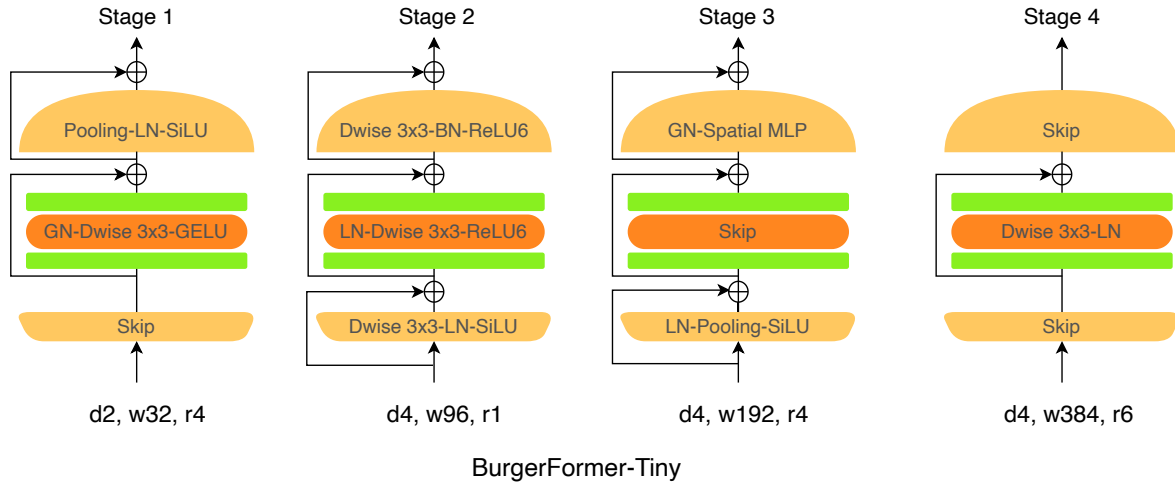 Stage 1
Stage 2
Stage 3
Stage 4
Pooling-LN-SiLU
Dwise 3x3-BN-ReLU6
GN-Spatial MLP
Skip
GN-Dwise 3x3-GELU
LN-Dwise 3x3-ReLU6
Skip
Dwise 3x3-LN
Skip
Dwise 3x3-LN-SiLU
LN-Pooling-SiLU
Skip
d2, w32, r4
d4, w96, r1
d4, w192, r4
d4, w384, r6
BurgerFormer-Tiny